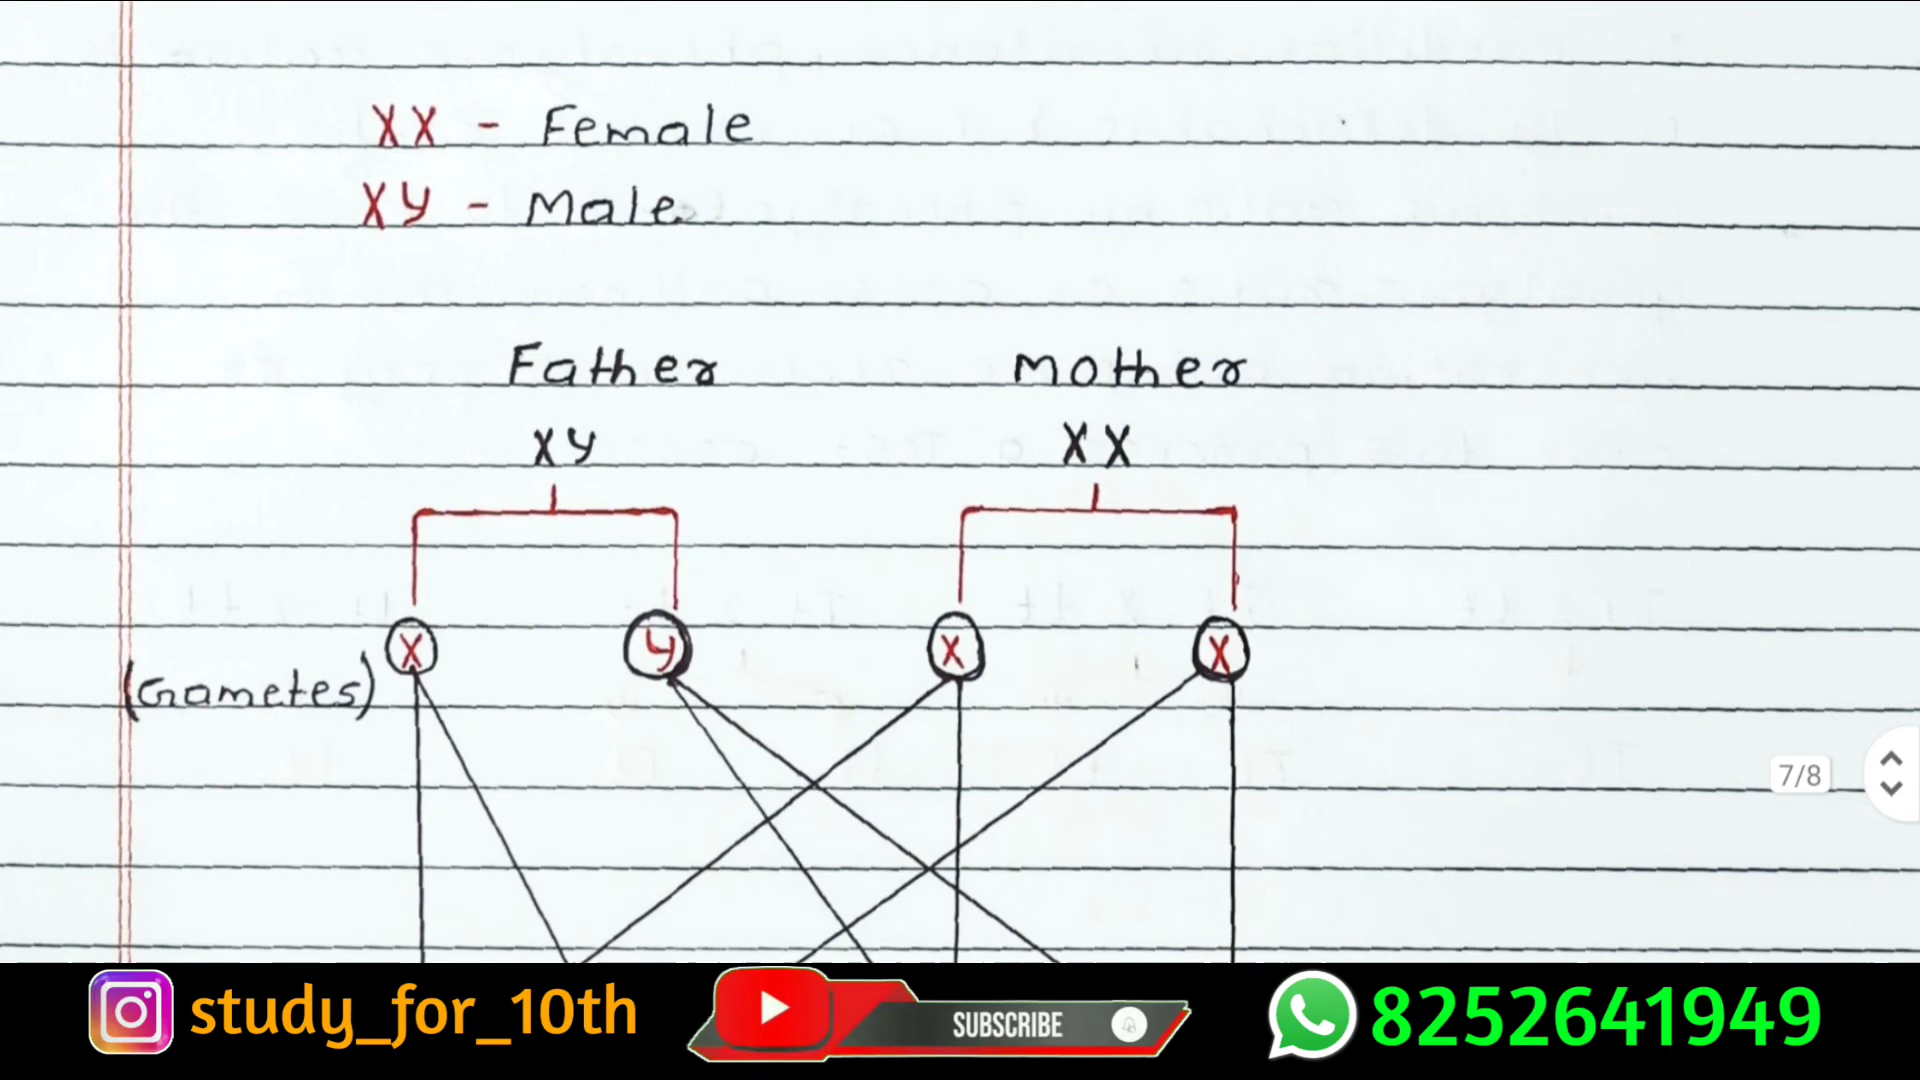 XX - Female
XY - Male
Father Mother
XY XX
X Y X X
(Gametes)
7/8
study_for_10th SUBSCRIBE 8252641949